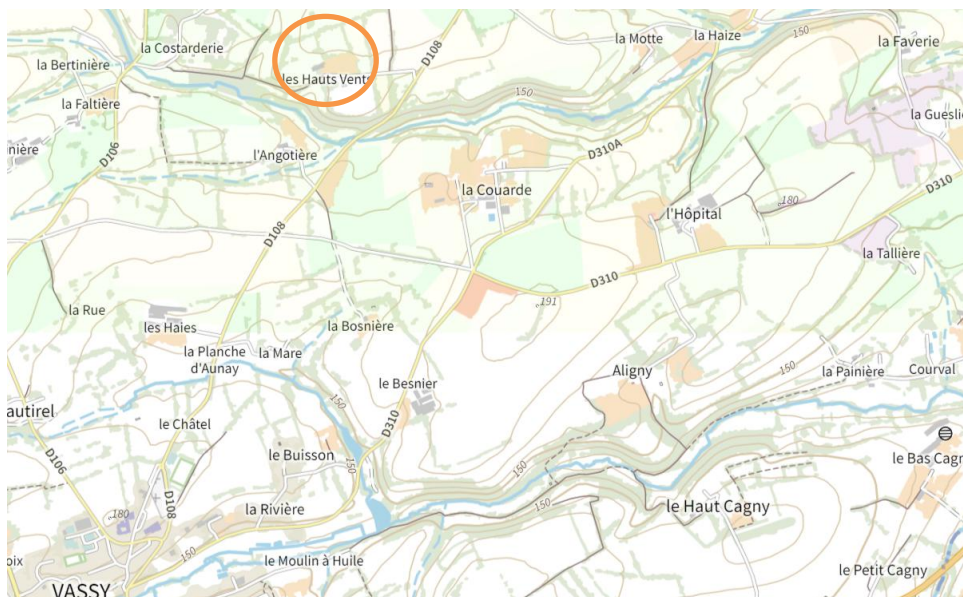 la Costarderie
D108
la Motte
la Haize
150
la Faverie
la Bertinière
les Hauts Vents
150
la Faltière
la Gueslie
nière
D106
l'Angotière
D310A
la Couarde
D310
180
l'Hôpital
D108
la Tallière
D310
191
la Rue
les Haies
la Bosnière
la Planche
d'Aunay
la Mare
150
la Painière
Courval
Aligny
le Besnier
150
autirel
le Châtel
D310
le Buisson
150
150
le Bas Cagn
D106
D108
180
la Rivière
150
le Haut Cagny
150
oix
le Moulin à Huile
le Petit Cagny
VASSY